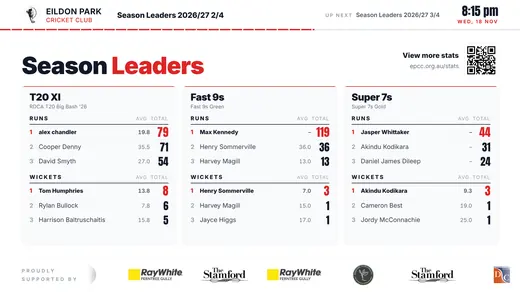 EILDON PARK
CRICKET CLUB
Season Leaders 2026/27 2/4
UP NEXT Season Leaders 2026/27 3/4
8:15 pm
WED, 18 NOV
Season Leaders
View more stats
epcc.org.au/stats
T20 XI
RDCA T20 Big Bash '26
RUNS AVG TOTAL
1 alex chandler 19.8 79
2 Cooper Denny 35.5 71
3 David Smyth 27.0 54
WICKETS AVG TOTAL
1 Tom Humphries 13.8 8
2 Rylan Bullock 7.8 6
3 Harrison Baltruschaitis 15.8 5
Fast 9s
Fast 9s Green
RUNS AVG TOTAL
1 Max Kennedy – 119
2 Henry Sommerville 36.0 36
3 Harvey Magill 13.0 13
WICKETS AVG TOTAL
1 Henry Sommerville 7.0 3
2 Harvey Magill 15.0 1
3 Jayce Higgs 17.0 1
Super 7s
Super 7s Gold
RUNS AVG TOTAL
1 Jasper Whittaker – 44
2 Akindu Kodikara – 31
3 Daniel James Dileep – 24
WICKETS AVG TOTAL
1 Akindu Kodikara 9.3 3
2 Cameron Best 19.0 1
3 Jordy McConnachie 25.0 1
PROUDLY
SUPPORTED BY
RayWhite
FERNTREE GULLY
The
Stamford
RayWhite
FERNTREE GULLY
The
Stamford